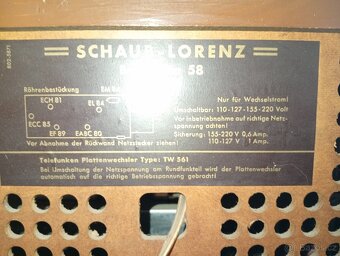 SCHAUB-LORENZ
58
Röhrenbestückung
ECH 81
EL 84
ECC 85
EF 89
EABC 80
Nur für Wechselstrom!
Umschaltbar: 110-127-155-220 Volt
Vor Inbetriebnahme auf richtige Netz-
spannung achten!
Sicherung: 155-220 V 0,6 Amp.
110-127 V 1 Amp.
Vor Abnahme der Rückwand Netzstecker ziehen!
Telefunken Plattenwechsler Type: TW 561
Bei Umschaltung der Netzspannung am Rundfunkteil wird der Plattenwechsler
automatisch auf die richtige Betriebsspannung gebracht!